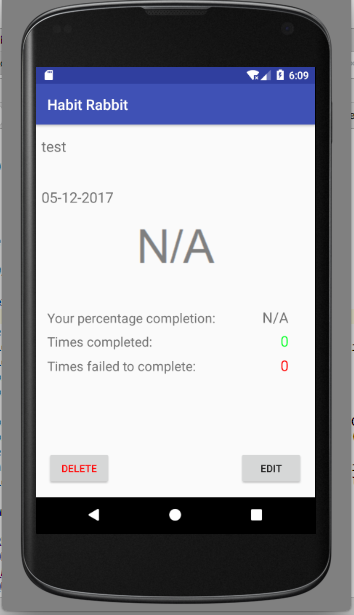 6:09
Habit Rabbit
test
05-12-2017
N/A
Your percentage completion: N/A
Times completed: 0
Times failed to complete: 0
DELETE EDIT